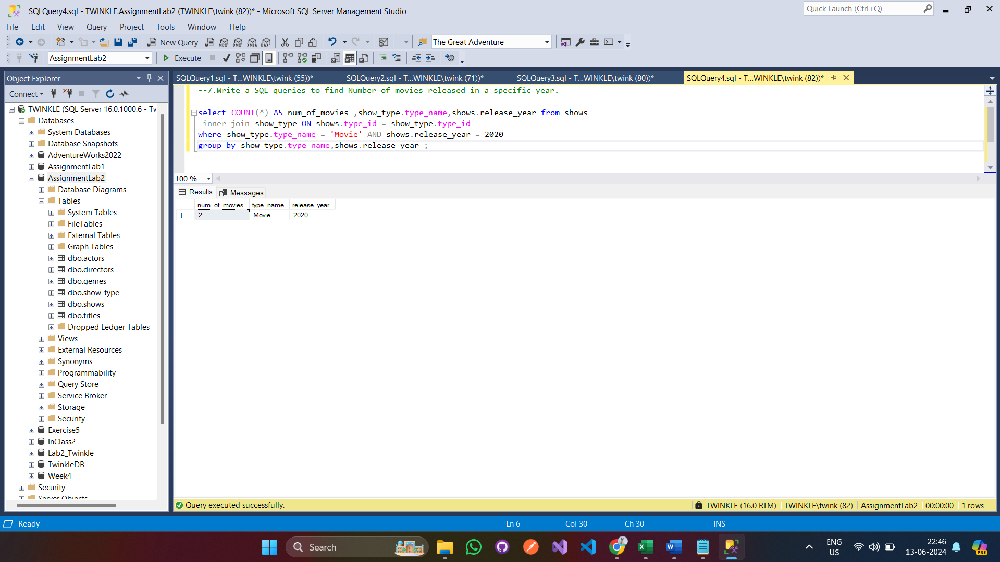 SQLQuery4.sql - TWINKLE.AssignmentLab2 (TWINKLE\twink (82))* - Microsoft SQL Server Management Studio
Quick Launch (Ctrl+Q)
File Edit View Query Project Tools Window Help
New Query MDX DMX XMLA DAX The Great Adventure
AssignmentLab2 Execute
Object Explorer
SQLQuery1.sql - T...WINKLE\twink (55))* SQLQuery2.sql - T...WINKLE\twink (71))* SQLQuery3.sql - T...WINKLE\twink (80))* SQLQuery4.sql - T...WINKLE\twink (82))*
Connect
TWINKLE (SQL Server 16.0.1000.6 - Tw
Databases
System Databases
Database Snapshots
AdventureWorks2022
AssignmentLab1
AssignmentLab2
Database Diagrams
Tables
System Tables
FileTables
External Tables
Graph Tables
dbo.actors
dbo.directors
dbo.genres
dbo.show_type
dbo.shows
dbo.titles
Dropped Ledger Tables
Views
External Resources
Synonyms
Programmability
Query Store
Service Broker
Storage
Security
Exercise5
InClass2
Lab2_Twinkle
TwinkleDB
Week4
Security
Server Objects
--7.Write a SQL queries to find Number of movies released in a specific year.
select COUNT(*) AS num_of_movies ,show_type.type_name,shows.release_year from shows
inner join show_type ON shows.type_id = show_type.type_id
where show_type.type_name = 'Movie' AND shows.release_year = 2020
group by show_type.type_name,shows.release_year ;
100 %
Results Messages
num_of_movies type_name release_year
1 2 Movie 2020
Query executed successfully. TWINKLE (16.0 RTM) TWINKLE\twink (82) AssignmentLab2 00:00:00 1 rows
Ready Ln 6 Col 30 Ch 30 INS
Search
ENG
US
22:46
13-06-2024
PRE